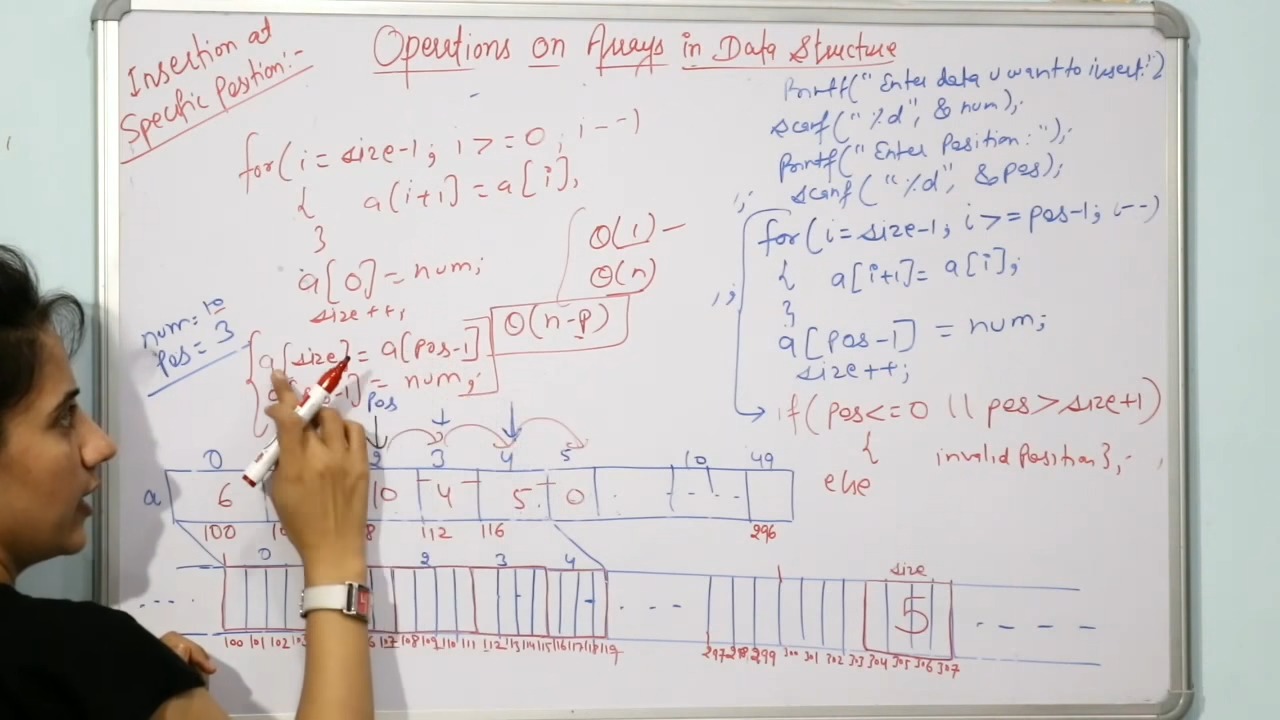 Insertion at
Specific Position:-
Operations on Arrays in Data Structure
for( i = size-1; i >= 0; i--)
{ a(i+1] = a[i],
}
a[0] = num;
size++;
O(1) -
O(n)
O(n-p)
num=10
pos=3
a[size] = a[pos-1]
-1] = num;
pos
Printf(" Enter data u want to insert:")
scanf("%d", & num);
Printf(" Enter Position:");
scanf("%d", &pos);
for(i=size-1; i>=pos-1; i--)
{ a[i+1]= a[i];
}
a[pos-1] = num;
size++;
if( pos<=0 || pos>size+1)
{ invalid Position},-
else
0 2 3 4 5 10 49
a 6 10 4 5 0 . - - - .
100 8 112 116 296
0 2 3 4 size
---- --- 5 ----
100 101 102 103 6 107 108 109 110 111 112 113 114 115 116 117 118 119 297 298 299 300 301 302 303 304 305 306 307